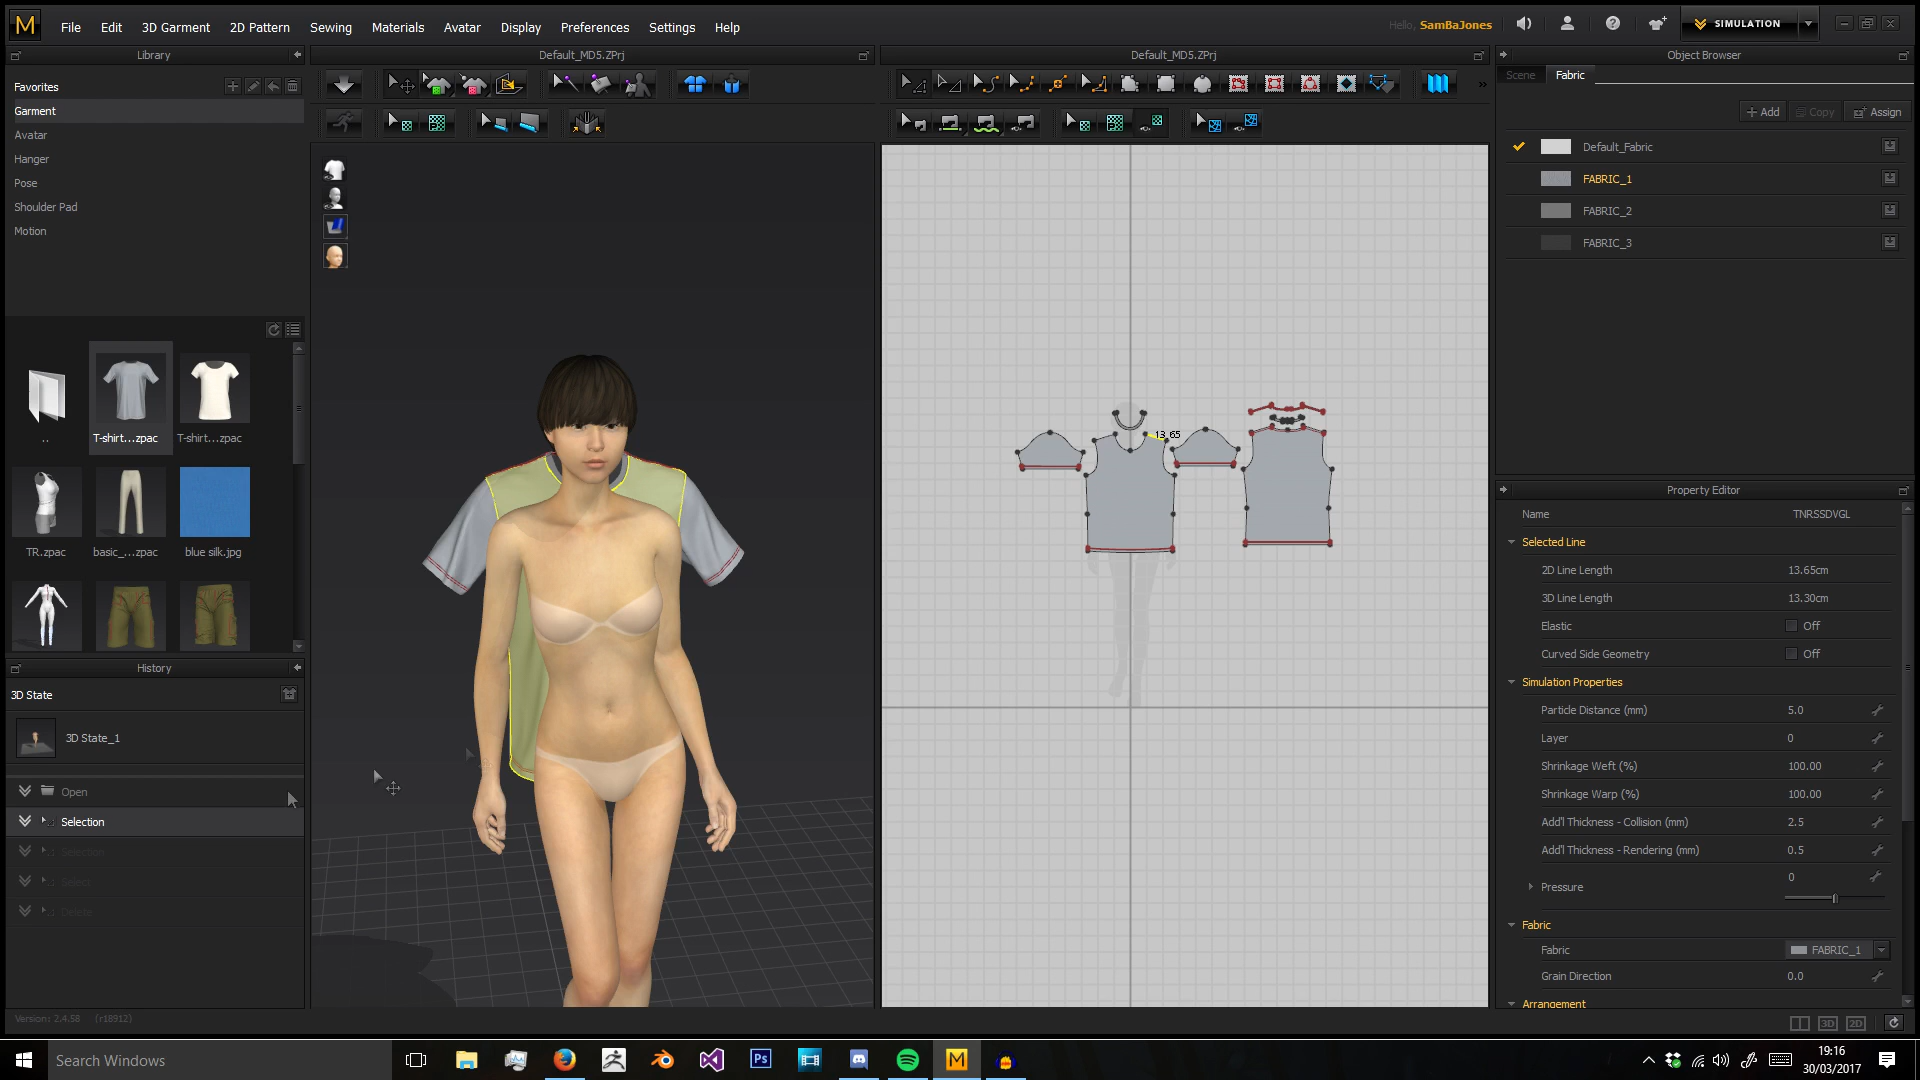 M File Edit 3D Garment 2D Pattern Sewing Materials Avatar Display Preferences Settings Help Hello, SamBaJones SIMULATION
Library
Default_MD5.ZPrj
Default_MD5.ZPrj
Object Browser
Favorites
Garment
Avatar
Hanger
Pose
Shoulder Pad
Motion
Scene Fabric
+ Add Copy Assign
Default_Fabric
FABRIC_1
FABRIC_2
FABRIC_3
..
T-shirt...zpac
T-shirt...zpac
TR.zpac
basic_...zpac
blue silk.jpg
History
3D State
3D State_1
Open
Selection
Selection
Select
Delete
13.65
Property Editor
Name TNRSSDVGL
Selected Line
2D Line Length 13.65cm
3D Line Length 13.30cm
Elastic Off
Curved Side Geometry Off
Simulation Properties
Particle Distance (mm) 5.0
Layer 0
Shrinkage Weft (%) 100.00
Shrinkage Warp (%) 100.00
Add'l Thickness - Collision (mm) 2.5
Add'l Thickness - Rendering (mm) 0.5
Pressure 0
Fabric
Fabric FABRIC_1
Grain Direction 0.0
Arrangement
Version: 2.4.58 (r18912)
3D 2D
Search Windows
Ps
M
19:16
30/03/2017